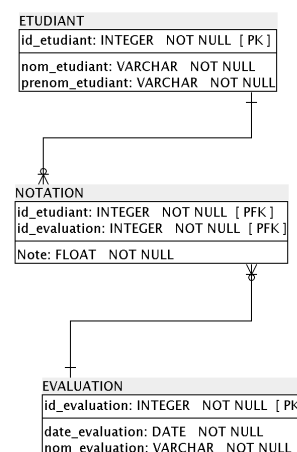 ETUDIANT
id_etudiant: INTEGER NOT NULL [ PK ]
nom_etudiant: VARCHAR NOT NULL
prenom_etudiant: VARCHAR NOT NULL
NOTATION
id_etudiant: INTEGER NOT NULL [ PFK ]
id_evaluation: INTEGER NOT NULL [ PFK ]
Note: FLOAT NOT NULL
EVALUATION
id_evaluation: INTEGER NOT NULL [ PK
date_evaluation: DATE NOT NULL
nom_evaluation: VARCHAR NOT NULL